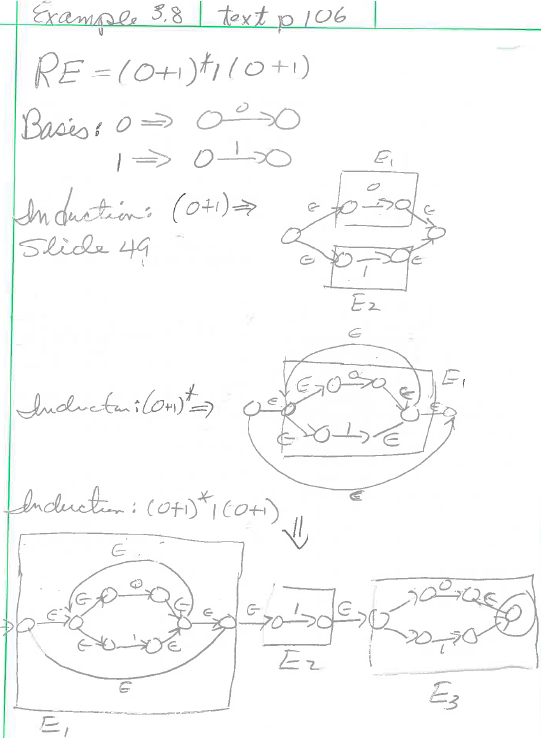 Example 3.8 text p 106
RE = (0+1)*1(0+1)
Basis: 0 ⇒ 0
1 ⇒ 1
E1
Induction: (0+1) ⇒ ϵ 0 ϵ
Slide 49
ϵ 1 ϵ
E2
ϵ
E1
Induction: (0+1)* ⇒ ϵ ϵ 0 ϵ ϵ
ϵ 1 ϵ
ϵ
Induction: (0+1)*1(0+1)
⇓
ϵ
ϵ ϵ 0 ϵ ϵ ϵ 1 ϵ 0 ϵ
ϵ 1 ϵ 1
ϵ
E2
E3
E1